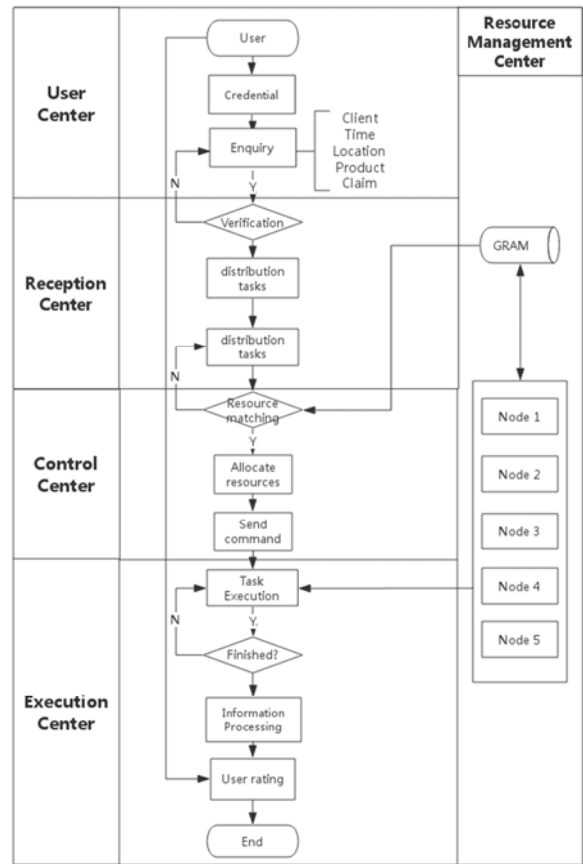 User
Center
User
Credential
Enquiry
Client
Time
Location
Product
Claim
N
Y
Reception
Center
Verification
distribution
tasks
distribution
tasks
N
Control
Center
Resource
matching
Y
Allocate
resources
Send
command
Execution
Center
Task
Execution
N
Y.
Finished?
Information
Processing
User rating
End
Resource
Management
Center
GRAM
Node 1
Node 2
Node 3
Node 4
Node 5